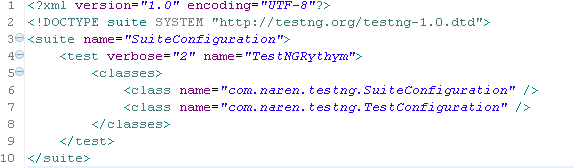 1 <?xml version="1.0" encoding="UTF-8"?>
2 <!DOCTYPE suite SYSTEM "http://testng.org/testng-1.0.dtd">
3 <suite name="SuiteConfiguration">
4 <test verbose="2" name="TestNGRythym">
5 <classes>
6 <class name="com.naren.testng.SuiteConfiguration" />
7 <class name="com.naren.testng.TestConfiguration" />
8 </classes>
9 </test>
10 </suite>